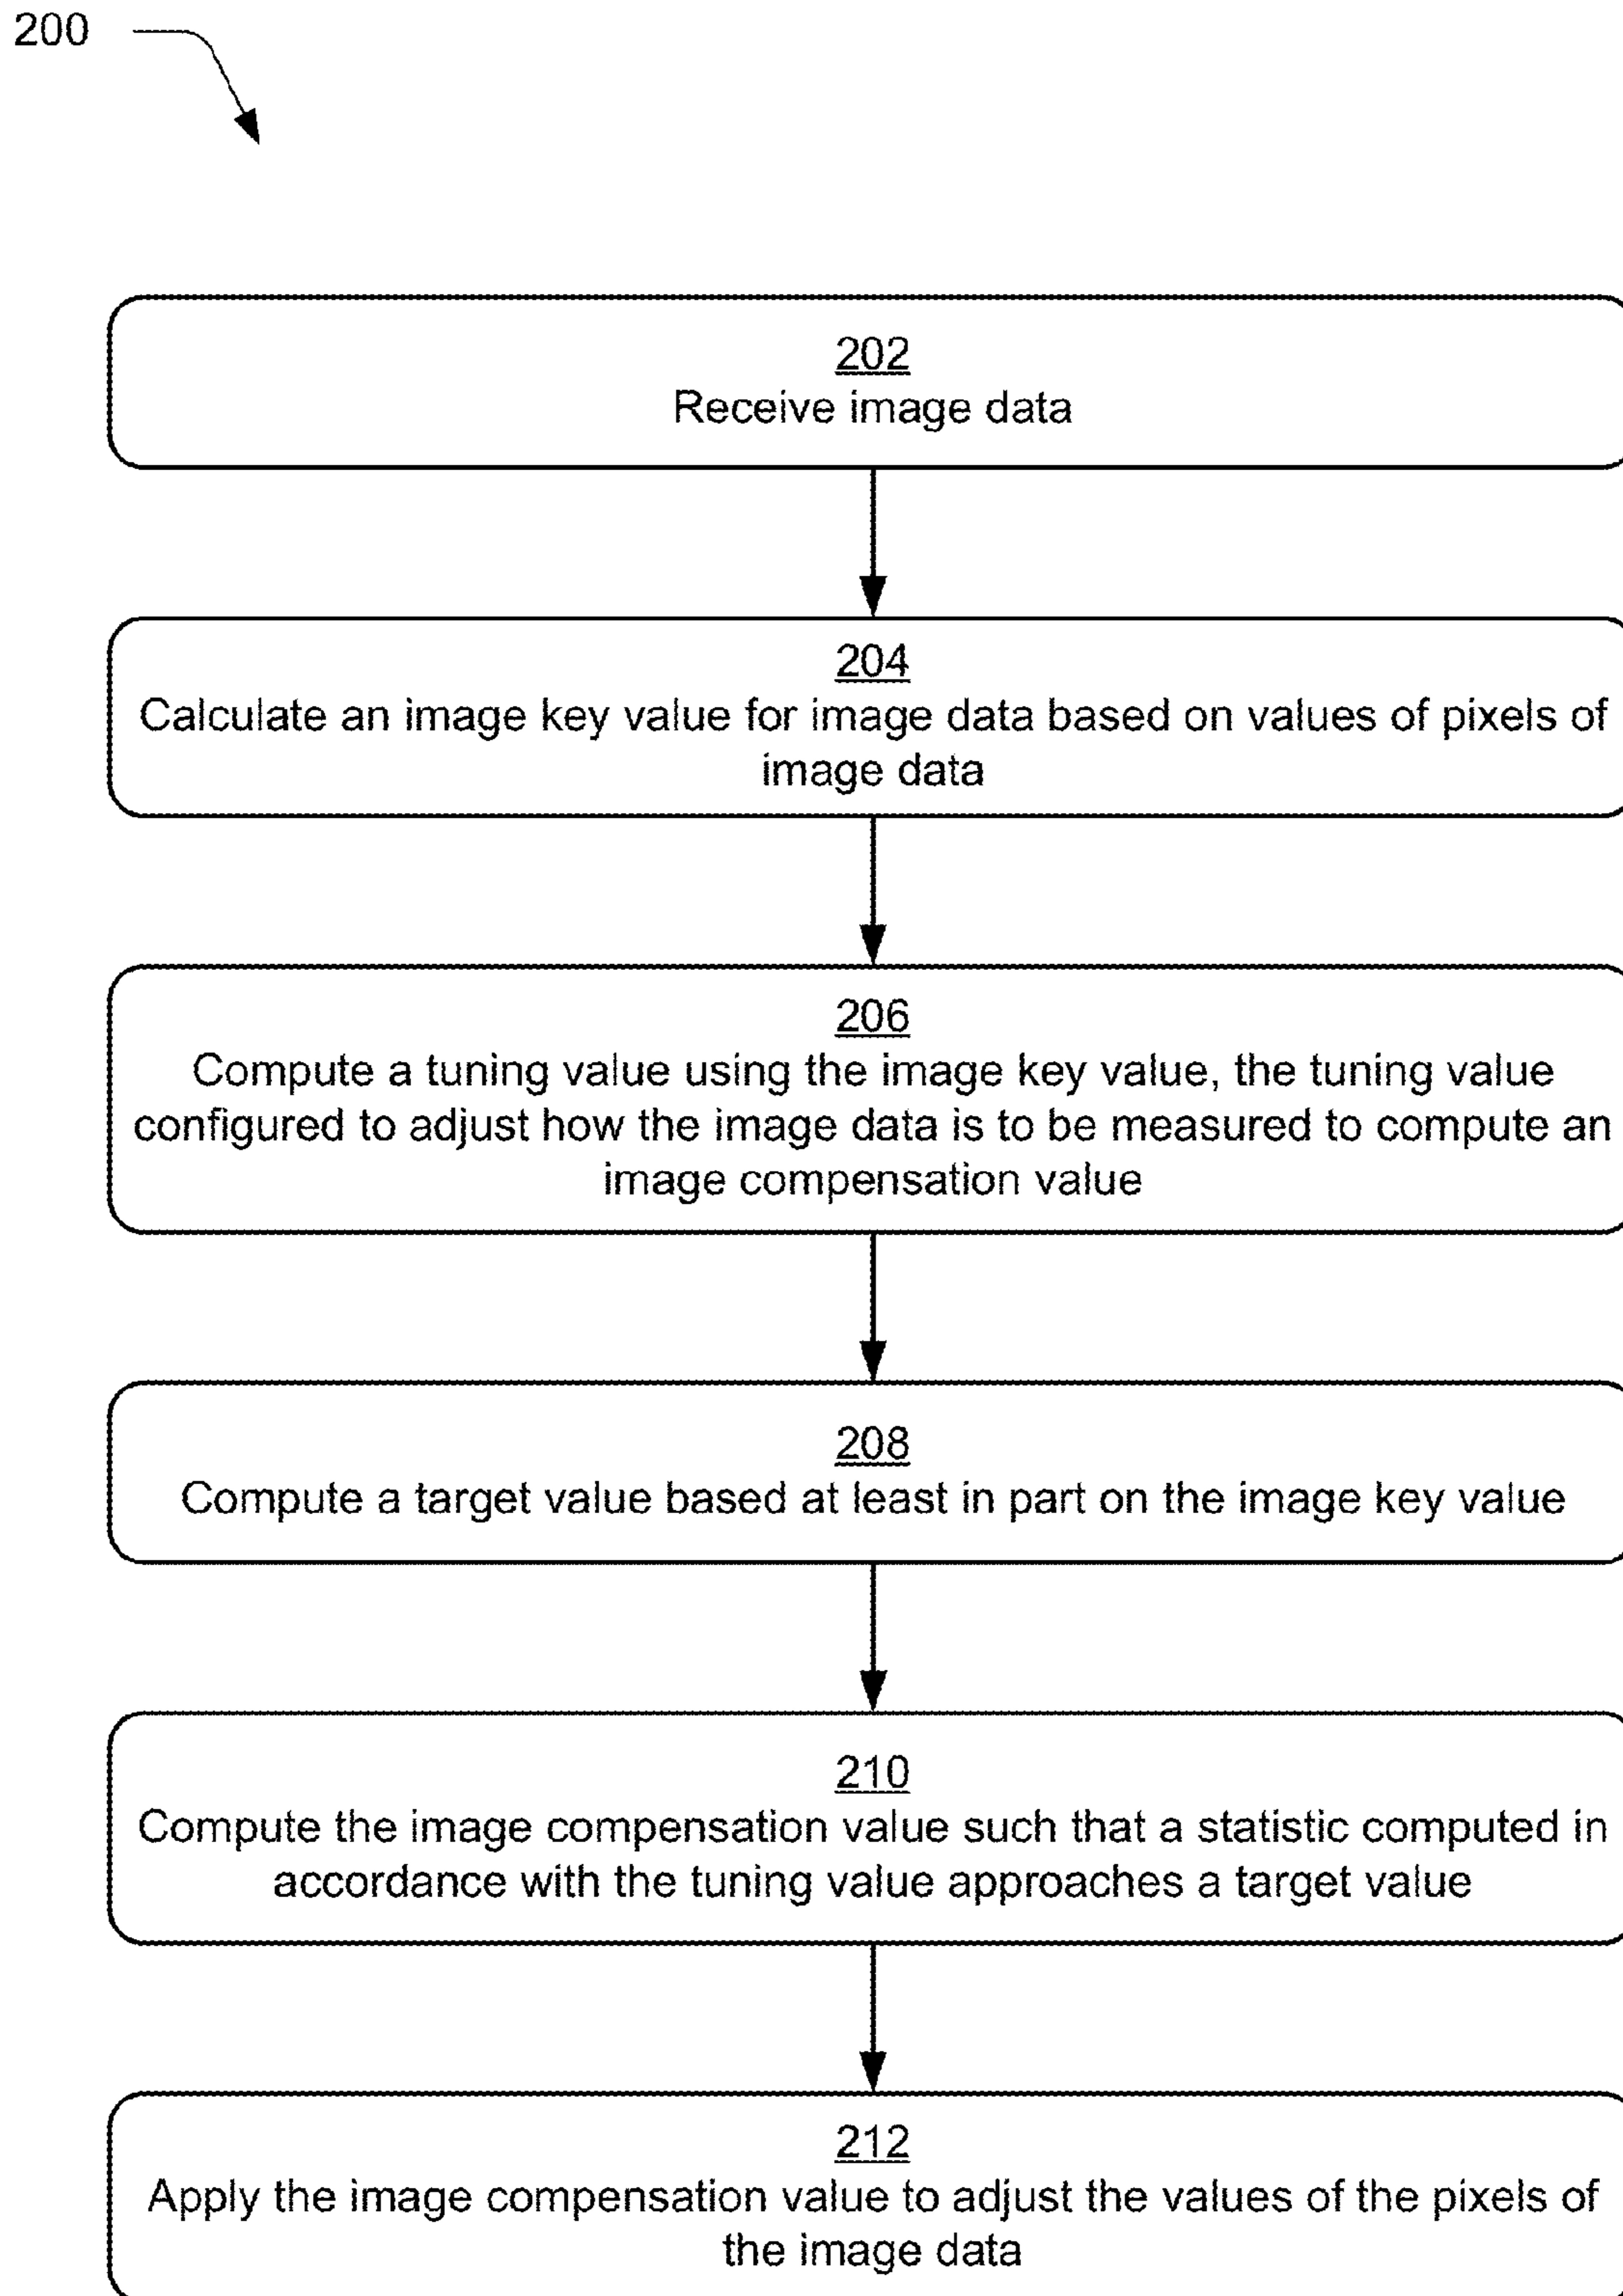 200
202
Receive image data
204
Calculate an image key value for image data based on values of pixels of
image data
206
Compute a tuning value using the image key value, the tuning value
configured to adjust how the image data is to be measured to compute an
image compensation value
208
Compute a target value based at least in part on the image key value
210
Compute the image compensation value such that a statistic computed in
accordance with the tuning value approaches a target value
212
Apply the image compensation value to adjust the values of the pixels of
the image data